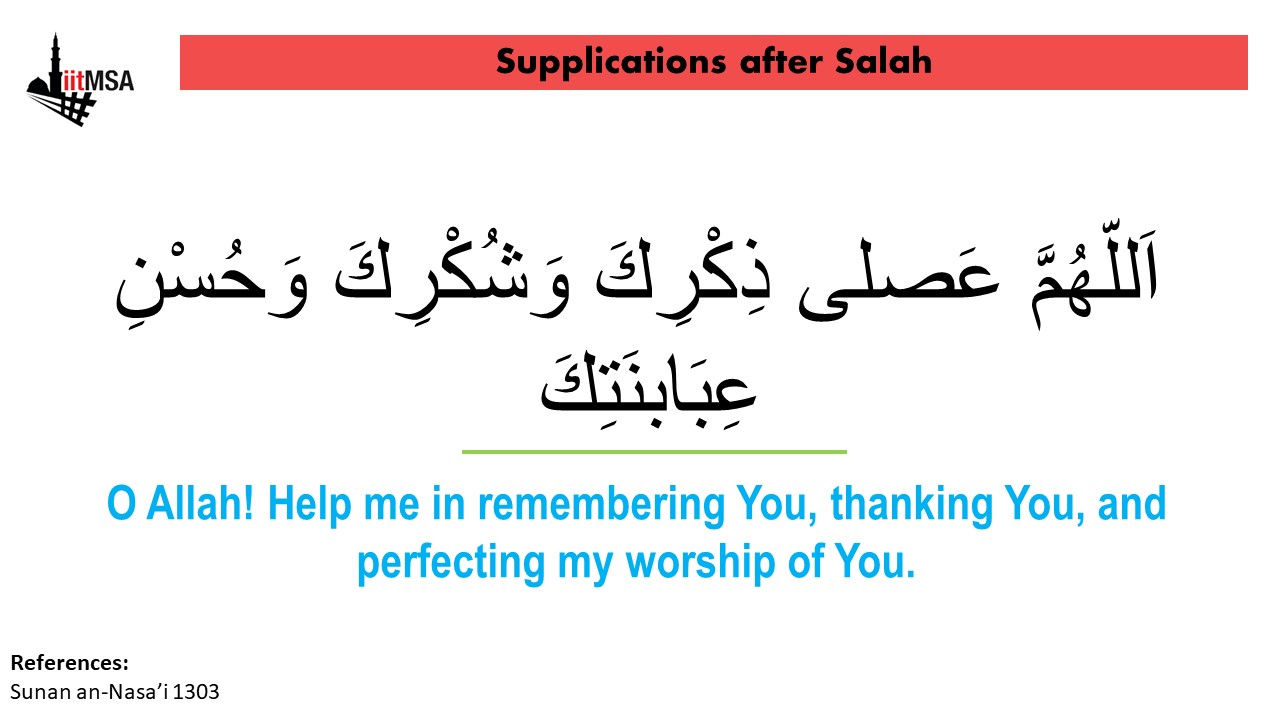 iitMSA
Supplications after Salah
اَللّٰهُمَّ عَصلى ذِكْرِكَ وَشُكْرِكَ وَحُسْنِ
عِبَابنَتِكَ
O Allah! Help me in remembering You, thanking You, and
perfecting my worship of You.
References:
Sunan an-Nasa’i 1303